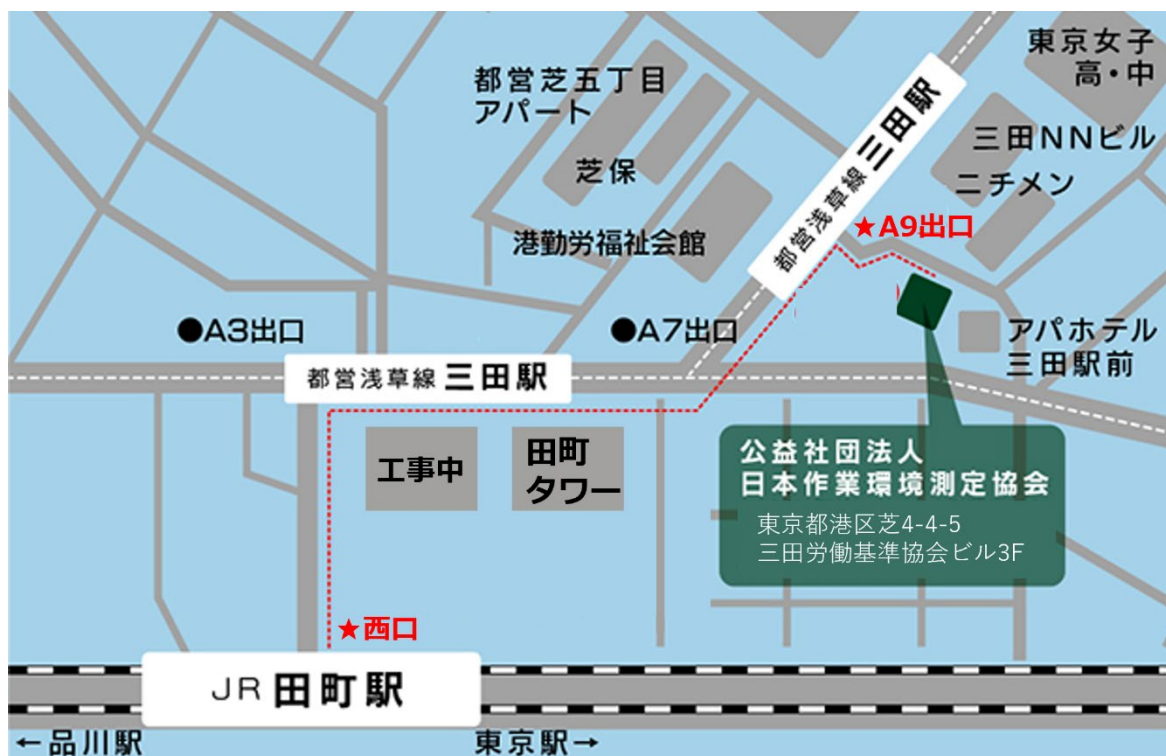 東京女子
高・中
都営芝五丁目
アパート
三田NNビル
芝保
ニチメン
都営浅草線 三田駅
★A9出口
港勤労福祉会館
●A3出口
●A7出口
アパホテル
三田駅前
都営浅草線 三田駅
工事中
田町
タワー
公益社団法人
日本作業環境測定協会
東京都港区芝4-4-5
三田労働基準協会ビル3F
★西口
JR 田町駅
←品川駅
東京駅→